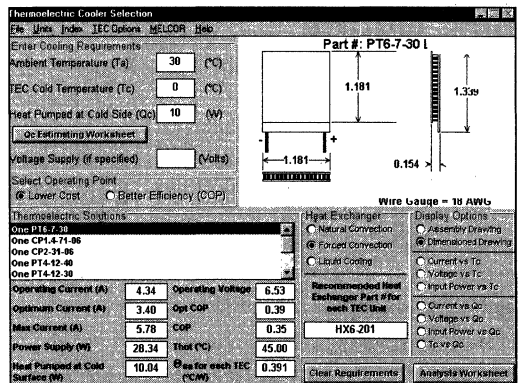 Thermoelectric Cooler Selection
File Units Index TEC Options MELCOR Help
Enter Cooling Requirements
Ambient Temperature (Ta) 30 (°C)
TEC Cold Temperature (Tc) 0 (°C)
Heat Pumped at Cold Side (Qc) 10 (W)
Qc Estimating Worksheet
Voltage Supply (if specified) (Volts)
Select Operating Point
Lower Cost Better Efficiency (COP)
Part #: PT6-7-30 L
1.181
1.339
- +
1.181
0.154
Wire Gauge = 18 AWG
Thermoelectric Solutions
One PT6-7-30
One CP1.4-71-06
One CP2-31-06
One PT4-12-40
One PT4-12-30
Operating Current (A) 4.34 Operating Voltage 6.53
Optimum Current (A) 3.40 Opt COP 0.39
Max Current (A) 5.78 COP 0.35
Power Supply (W) 28.34 Thot (°C) 45.00
Heat Pumped at Cold Surface (W) 10.04 θsa for each TEC (°C/W) 0.391
Heat Exchanger
Natural Convection
Forced Convection
Liquid Cooling
Recommended Heat
Exchanger Part # for
each TEC Unit
HX6-201
Clear Requirements
Display Options
Assembly Drawing
Dimensioned Drawing
Current vs Tc
Voltage vs Tc
Input Power vs Tc
Current vs Qc
Voltage vs Qc
Input Power vs Qc
Tc vs Qc
Analysis Worksheet